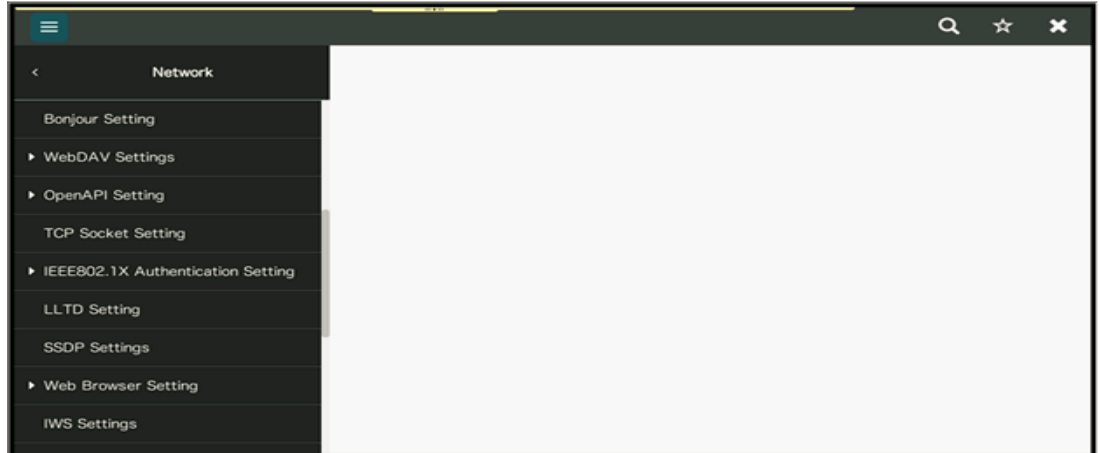 Network
Bonjour Setting
WebDAV Settings
OpenAPI Setting
TCP Socket Setting
IEEE802.1X Authentication Setting
LLTD Setting
SSDP Settings
Web Browser Setting
IWS Settings